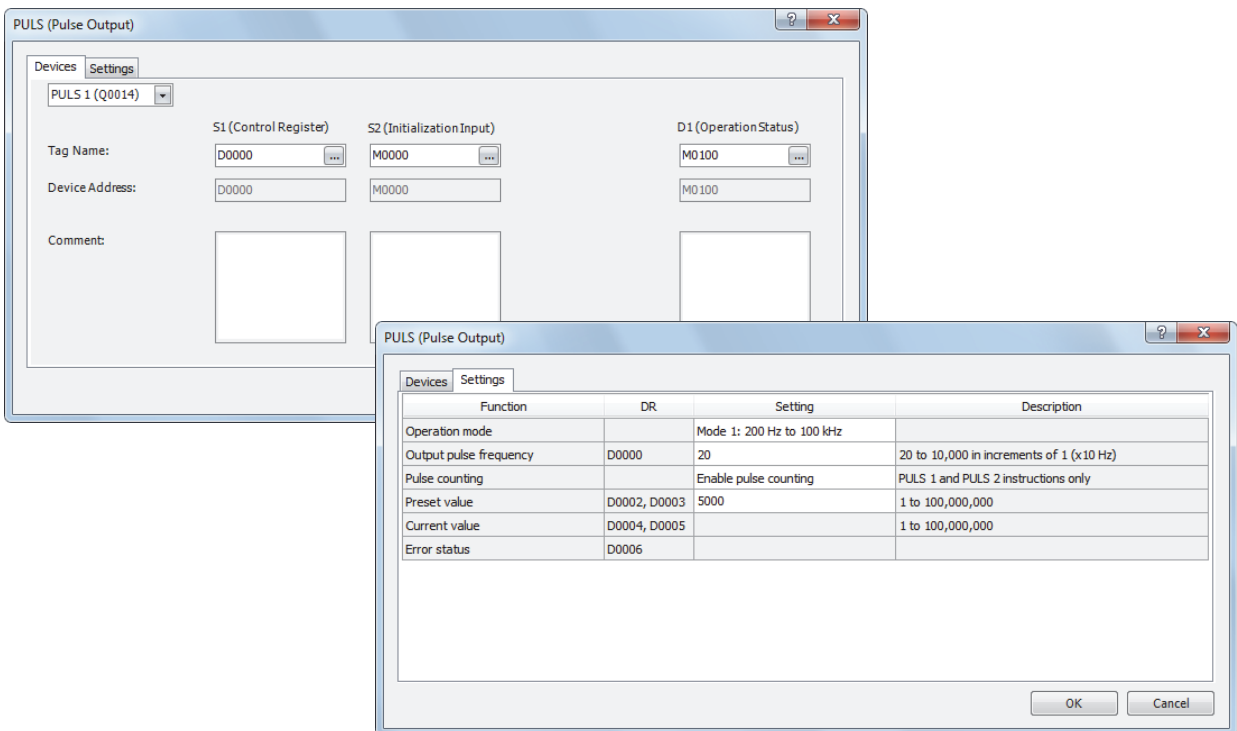 PULS (Pulse Output)
Devices Settings
PULS 1 (Q0014)
S1 (Control Register) S2 (Initialization Input) D1 (Operation Status)
Tag Name: D0000 ... M0000 ... M0100 ...
Device Address: D0000 M0000 M0100
Comment:
PULS (Pulse Output)
Devices Settings
Function DR Setting Description
Operation mode Mode 1: 200 Hz to 100 kHz
Output pulse frequency D0000 20 20 to 10,000 in increments of 1 (x10 Hz)
Pulse counting Enable pulse counting PULS 1 and PULS 2 instructions only
Preset value D0002, D0003 5000 1 to 100,000,000
Current value D0004, D0005 1 to 100,000,000
Error status D0006
OK Cancel